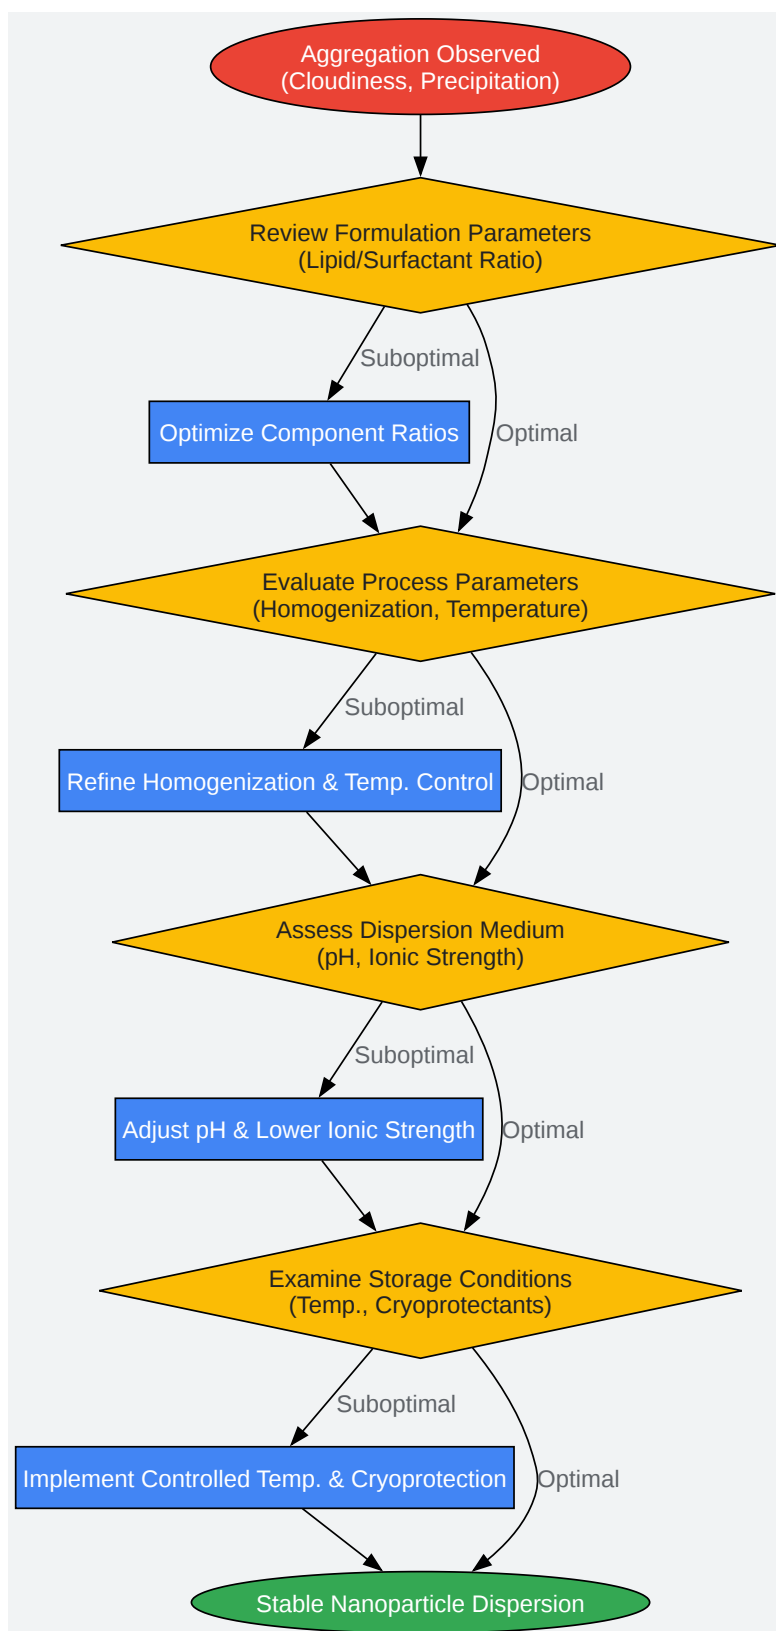 Aggregation Observed
(Cloudiness, Precipitation)
Review Formulation Parameters
(Lipid/Surfactant Ratio)
Suboptimal
Optimize Component Ratios
Optimal
Evaluate Process Parameters
(Homogenization, Temperature)
Suboptimal
Refine Homogenization & Temp. Control
Optimal
Assess Dispersion Medium
(pH, Ionic Strength)
Suboptimal
Adjust pH & Lower Ionic Strength
Optimal
Examine Storage Conditions
(Temp., Cryoprotectants)
Suboptimal
Implement Controlled Temp. & Cryoprotection
Optimal
Stable Nanoparticle Dispersion